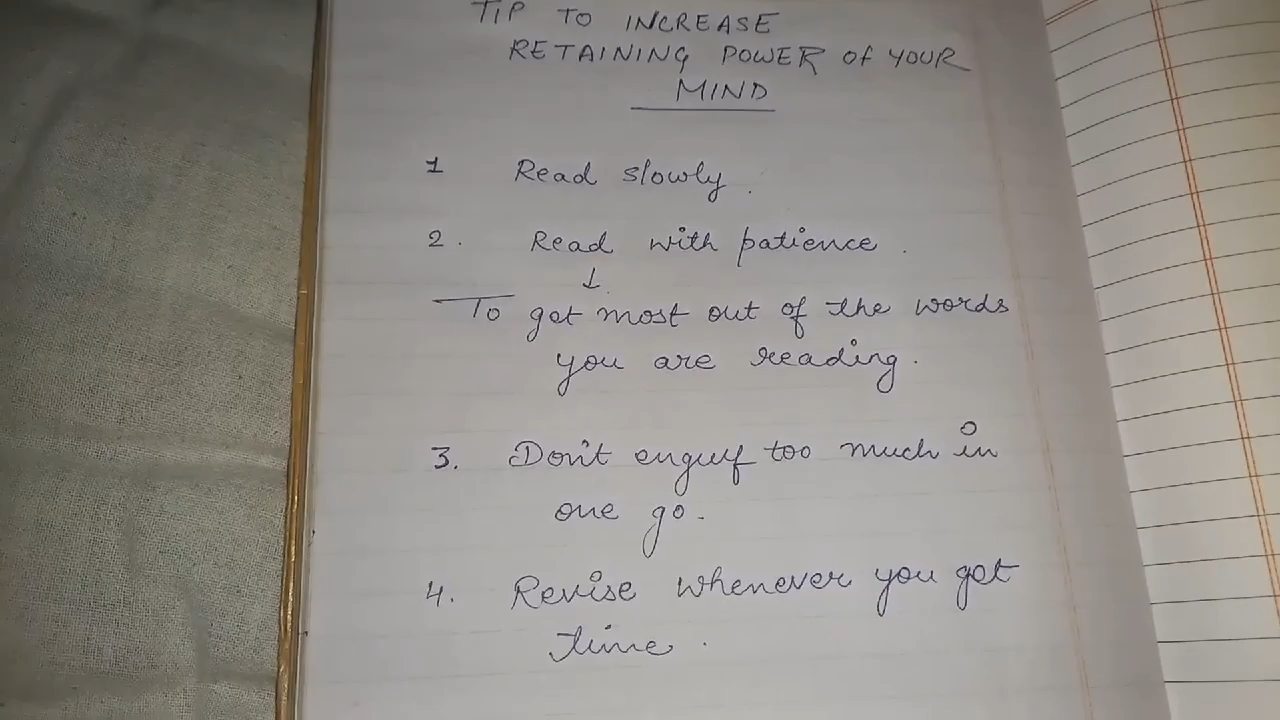 TIP TO INCREASE
RETAINING POWER Of YOUR
MIND
1 Read slowly.
2. Read with patience.
↓
To get most out of the words
you are reading.
3. Don't enguf too much in
one go.
4. Revise whenever you get
time.